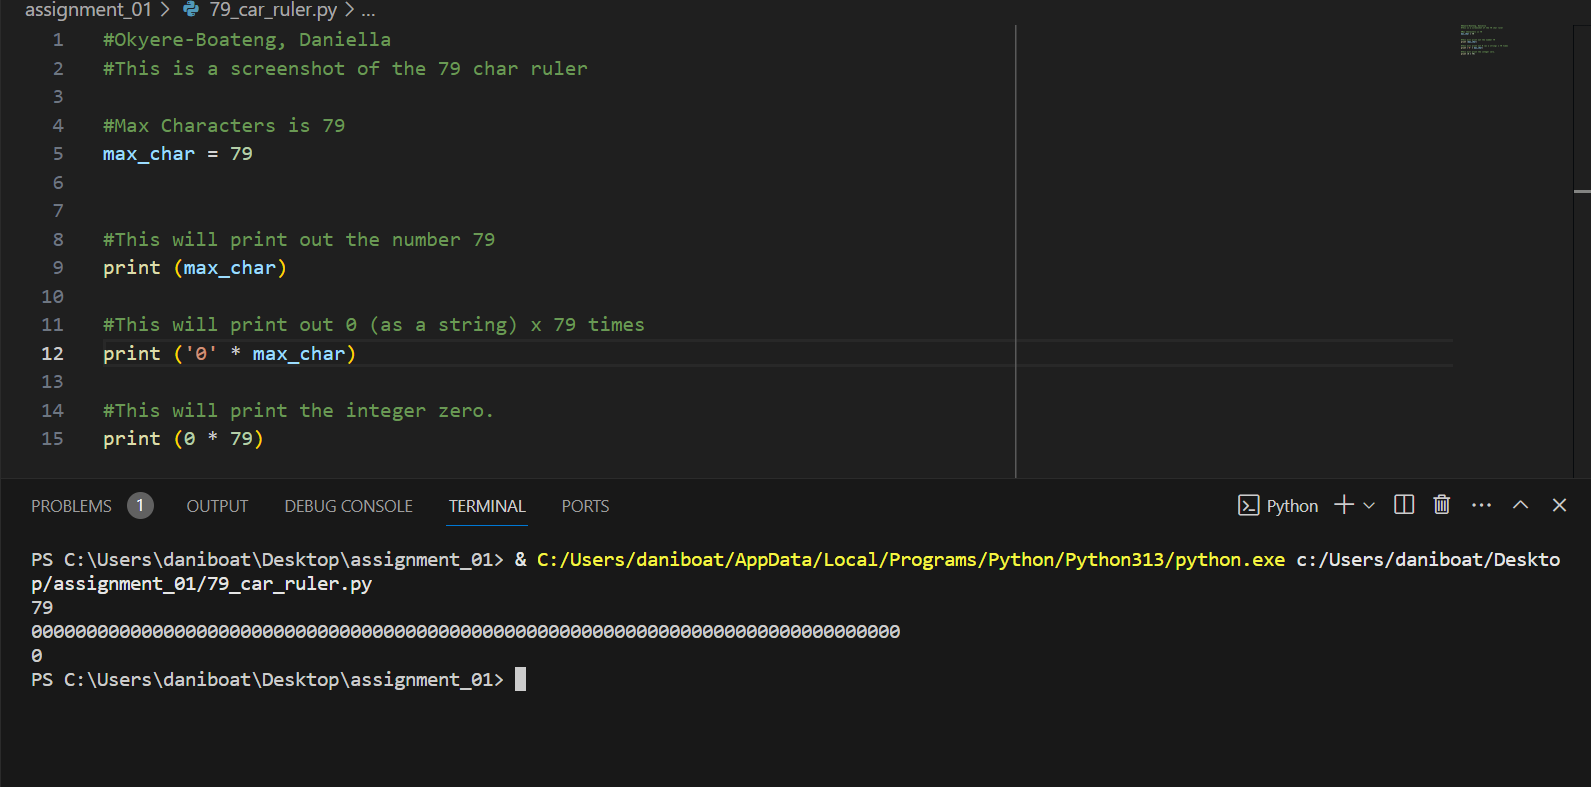 assignment_01 > 79_car_ruler.py > ...
1 #Okyere-Boateng, Daniella
2 #This is a screenshot of the 79 char ruler
3
4 #Max Characters is 79
5 max_char = 79
6
7
8 #This will print out the number 79
9 print (max_char)
10
11 #This will print out 0 (as a string) x 79 times
12 print ('0' * max_char)
13
14 #This will print the integer zero.
15 print (0 * 79)
PROBLEMS 1 OUTPUT DEBUG CONSOLE TERMINAL PORTS Python
PS C:\Users\daniboat\Desktop\assignment_01> & C:/Users/daniboat/AppData/Local/Programs/Python/Python313/python.exe c:/Users/daniboat/Deskto
p/assignment_01/79_car_ruler.py
79
0000000000000000000000000000000000000000000000000000000000000000000000000000000
0
PS C:\Users\daniboat\Desktop\assignment_01>